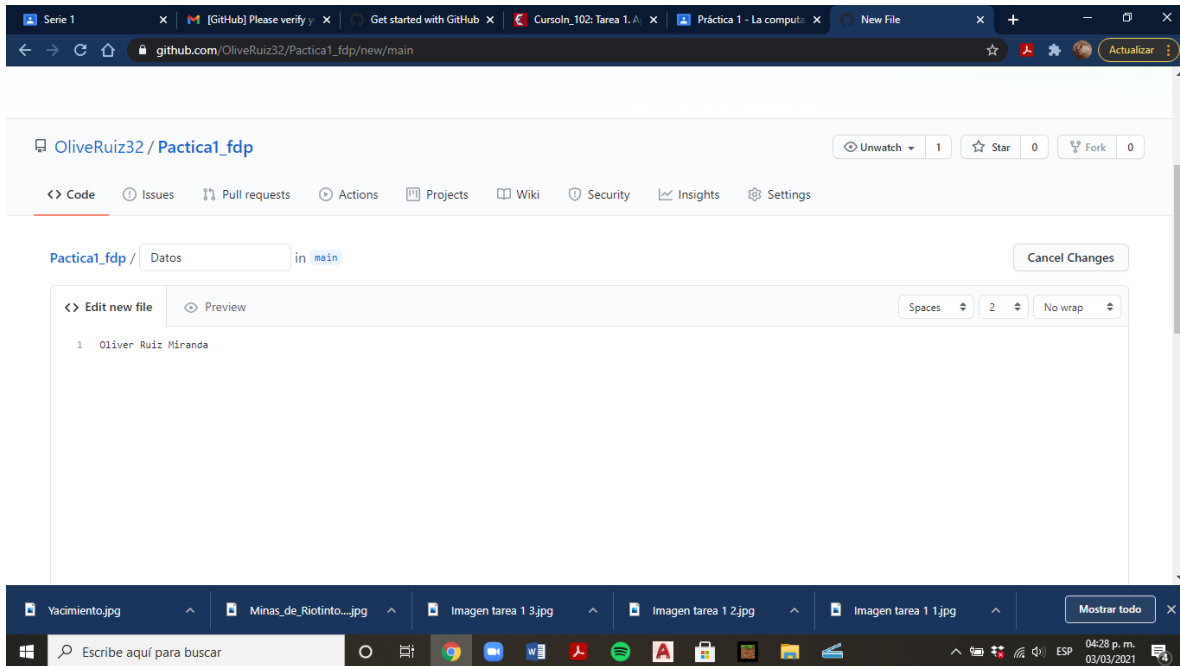 Serie 1
[GitHub] Please verify y
Get started with GitHub
CursoIn_102: Tarea 1. A
Práctica 1 - La computa
New File
github.com/OliveRuiz32/Pactica1_fdp/new/main
Actualizar
OliveRuiz32 / Pactica1_fdp
Unwatch 1
Star 0
Fork 0
Code
Issues
Pull requests
Actions
Projects
Wiki
Security
Insights
Settings
Pactica1_fdp / Datos in main
Cancel Changes
Edit new file
Preview
Spaces
2
No wrap
1 Oliver Ruiz Miranda
Yacimiento.jpg
Minas_de_Riotinto....jpg
Imagen tarea 1 3.jpg
Imagen tarea 1 2.jpg
Imagen tarea 1 1.jpg
Mostrar todo
Escribe aquí para buscar
ESP
04:28 p. m.
03/03/2021
4